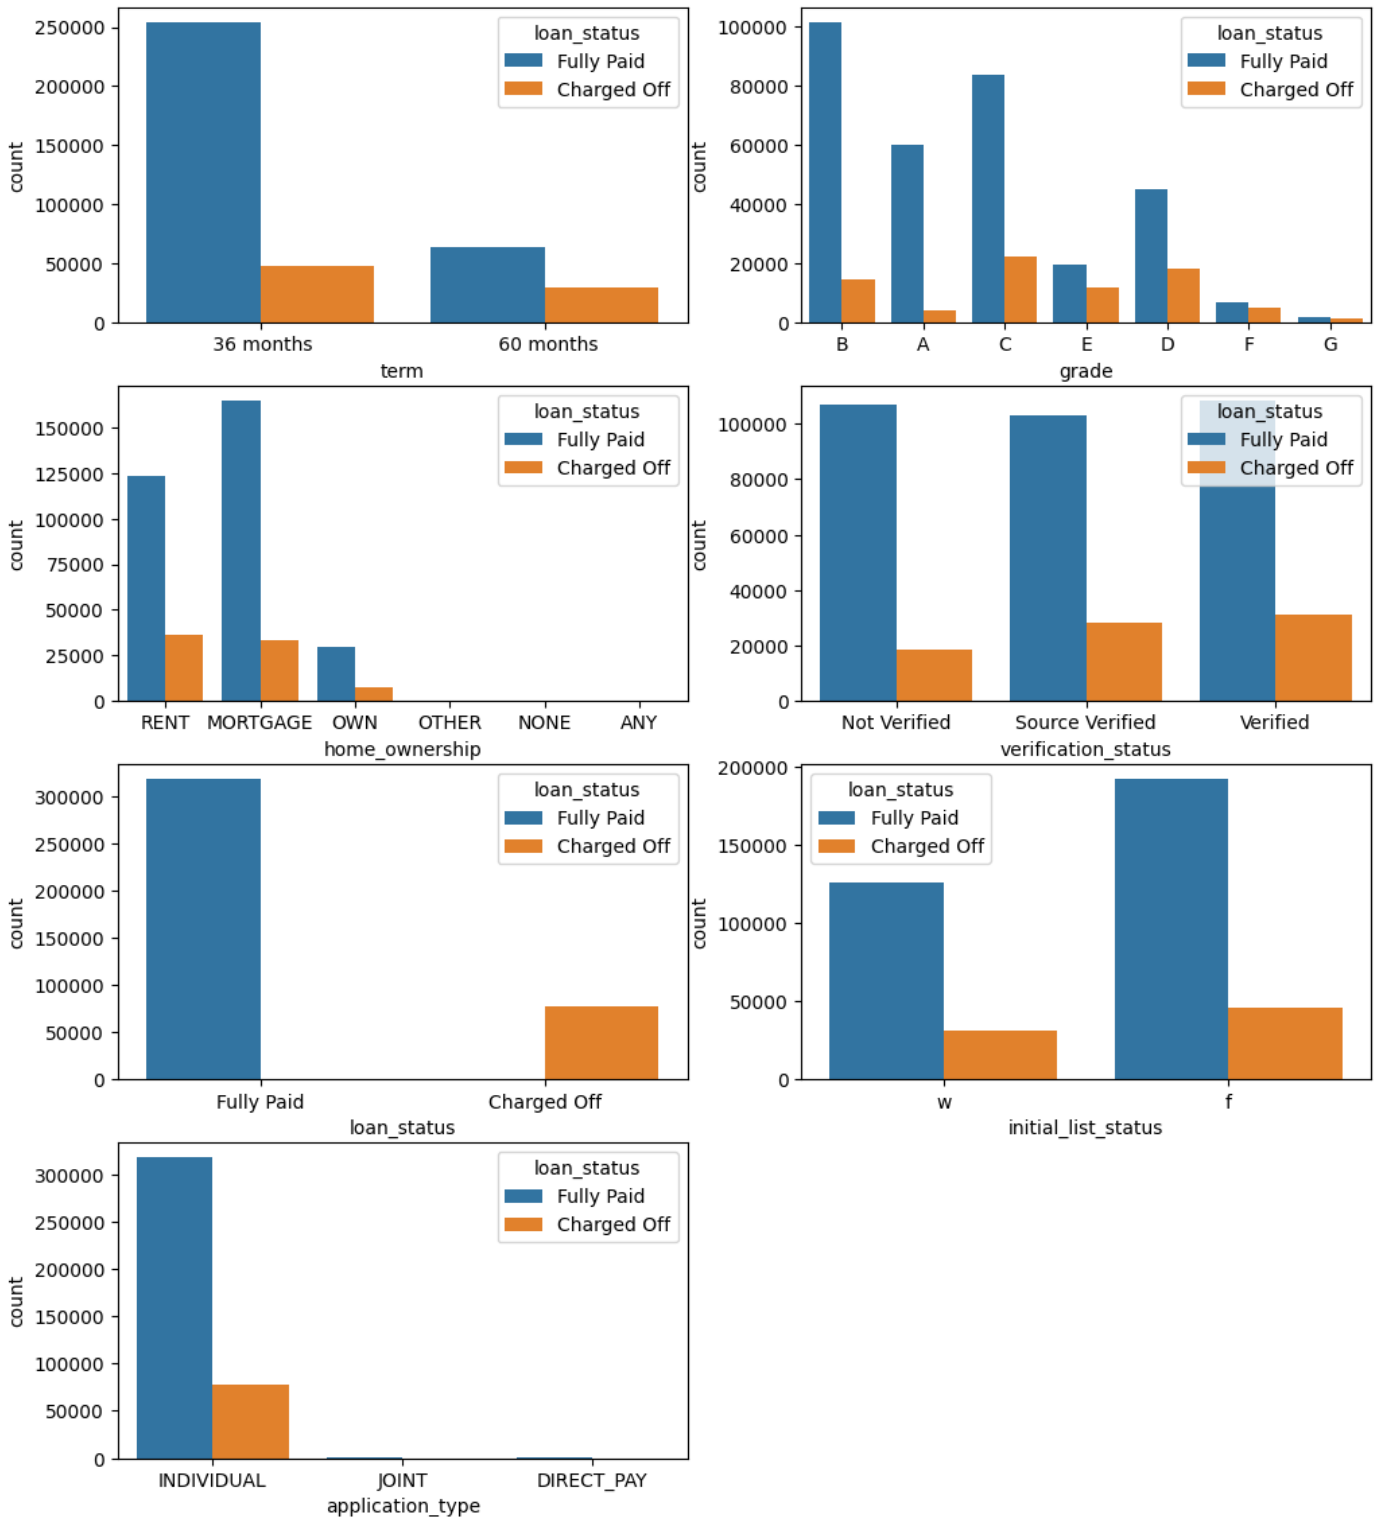 250000
200000
150000
100000
50000
0
count
36 months
60 months
term
loan_status
Fully Paid
Charged Off
100000
80000
60000
40000
20000
0
count
B
A
C
E
D
F
G
grade
loan_status
Fully Paid
Charged Off
150000
125000
100000
75000
50000
25000
0
count
RENT
MORTGAGE
OWN
OTHER
NONE
ANY
home_ownership
loan_status
Fully Paid
Charged Off
100000
80000
60000
40000
20000
0
count
Not Verified
Source Verified
Verified
verification_status
loan_status
Fully Paid
Charged Off
300000
250000
200000
150000
100000
50000
0
count
Fully Paid
Charged Off
loan_status
loan_status
Fully Paid
Charged Off
200000
150000
100000
50000
0
count
w
f
initial_list_status
loan_status
Fully Paid
Charged Off
300000
250000
200000
150000
100000
50000
0
count
INDIVIDUAL
JOINT
DIRECT_PAY
application_type
loan_status
Fully Paid
Charged Off